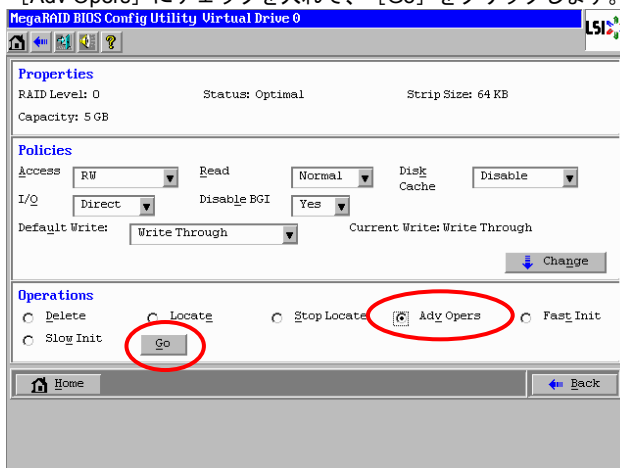 ［Adv Opers］にチェックを入れて、［Go］をクリックします。
MegaRAID BIOS Config Utility Virtual Drive 0
LSI
Properties
RAID Level: 0 Status: Optimal Strip Size: 64 KB
Capacity: 5 GB
Policies
Access RW Read Normal Disk Cache Disable
I/O Direct Disable BGI Yes
Default Write: Write Through Current Write: Write Through
Change
Operations
Delete Locate Stop Locate Adv Opers Fast Init
Slow Init Go
Home Back